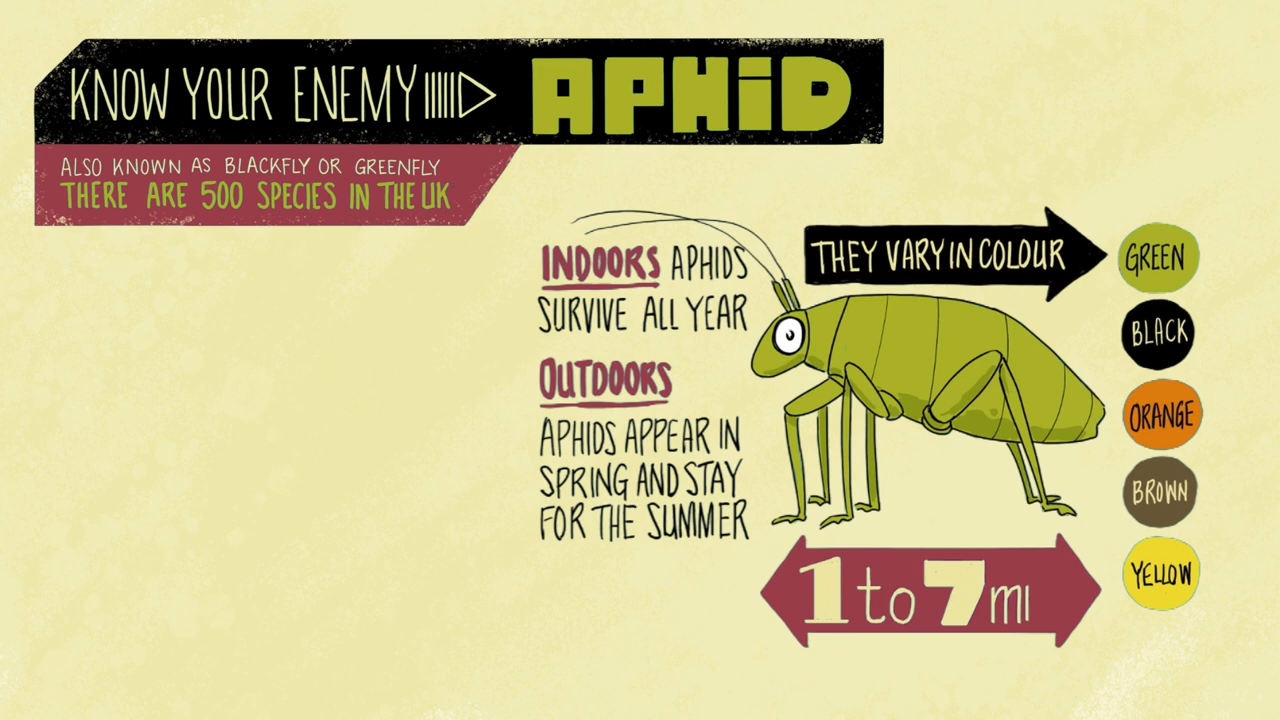 KNOW YOUR ENEMY
APHiD
ALSO KNOWN AS BLACKFLY OR GREENFLY
THERE ARE 500 SPECIES IN THE UK
INDOORS APHIDS
SURVIVE ALL YEAR
OUTDOORS
APHIDS APPEAR IN
SPRING AND STAY
FOR THE SUMMER
THEY VARY IN COLOUR
GREEN
BLACK
ORANGE
BROWN
YELLOW
1 to 7 mı